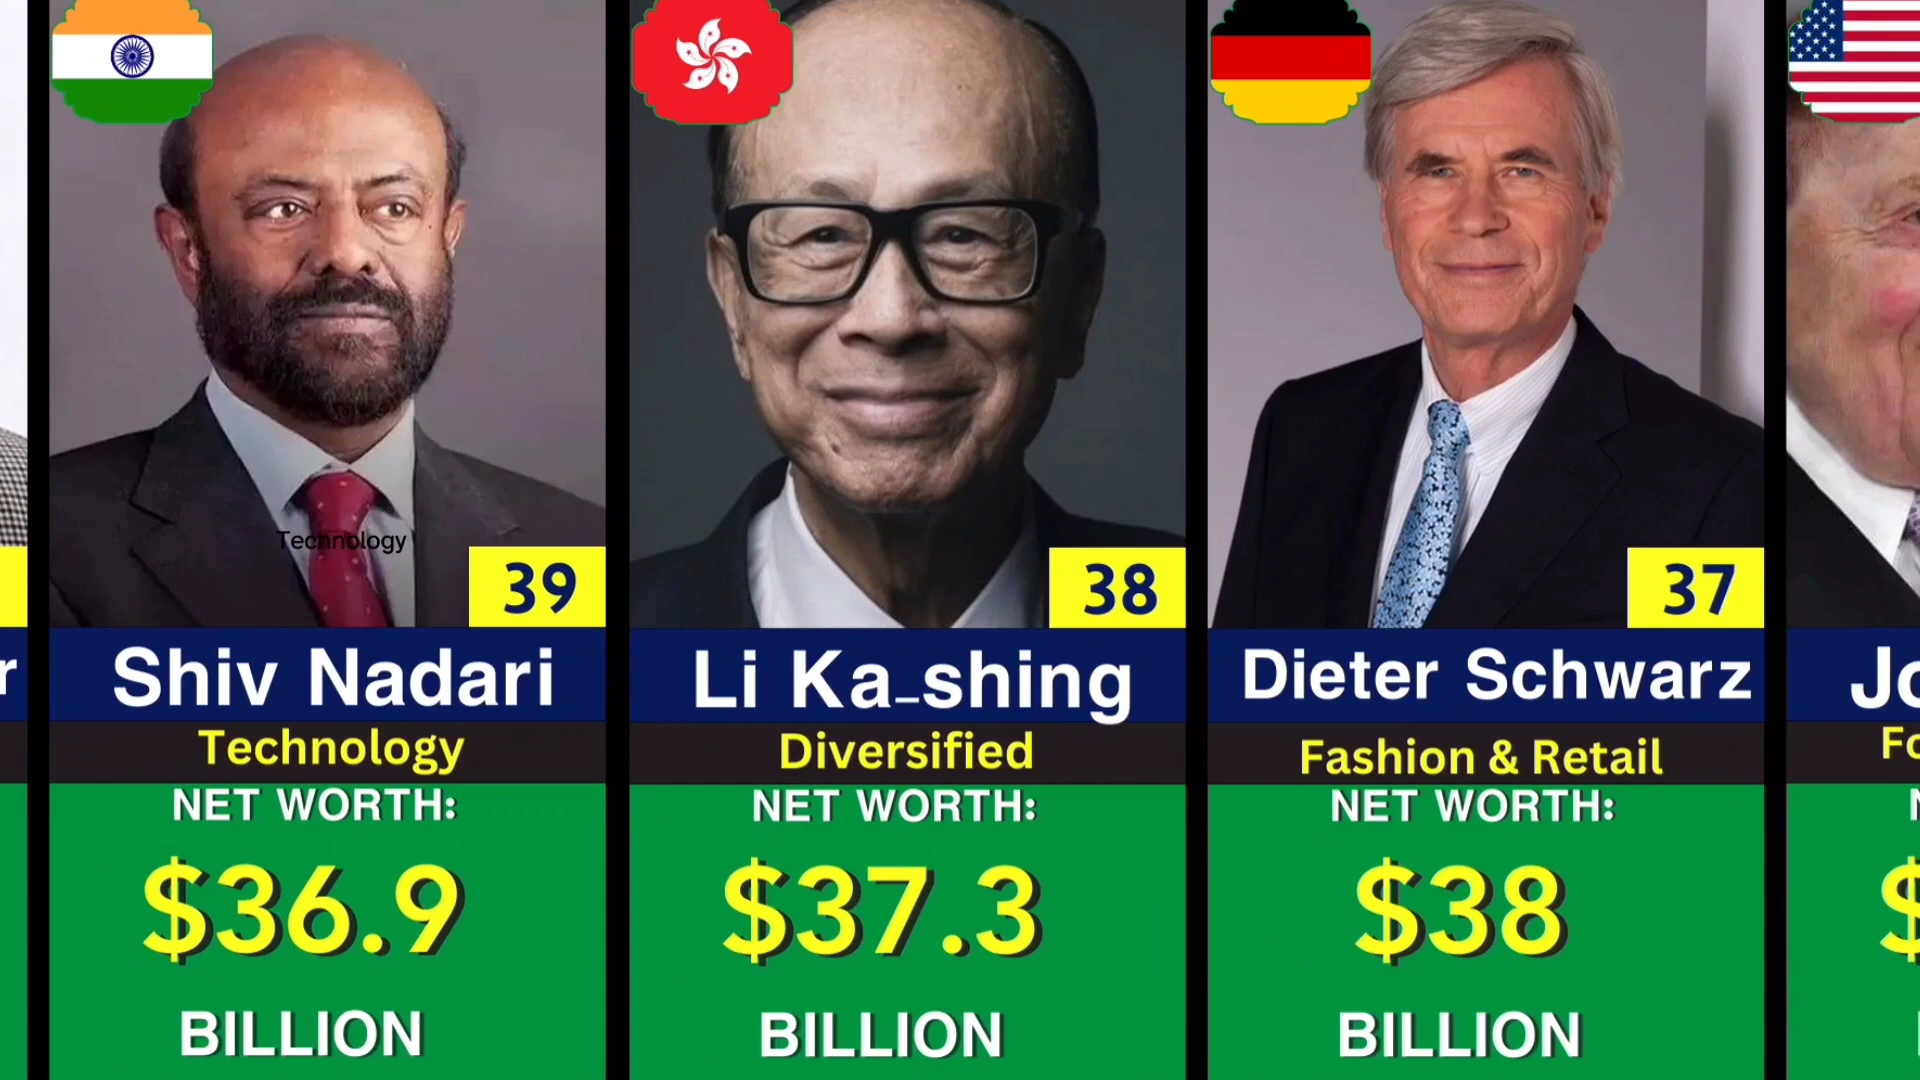 Technology
39
Shiv Nadari
Technology
NET WORTH:
$36.9
BILLION
38
Li Ka-shing
Diversified
NET WORTH:
$37.3
BILLION
37
Dieter Schwarz
Fashion & Retail
NET WORTH:
$38
BILLION